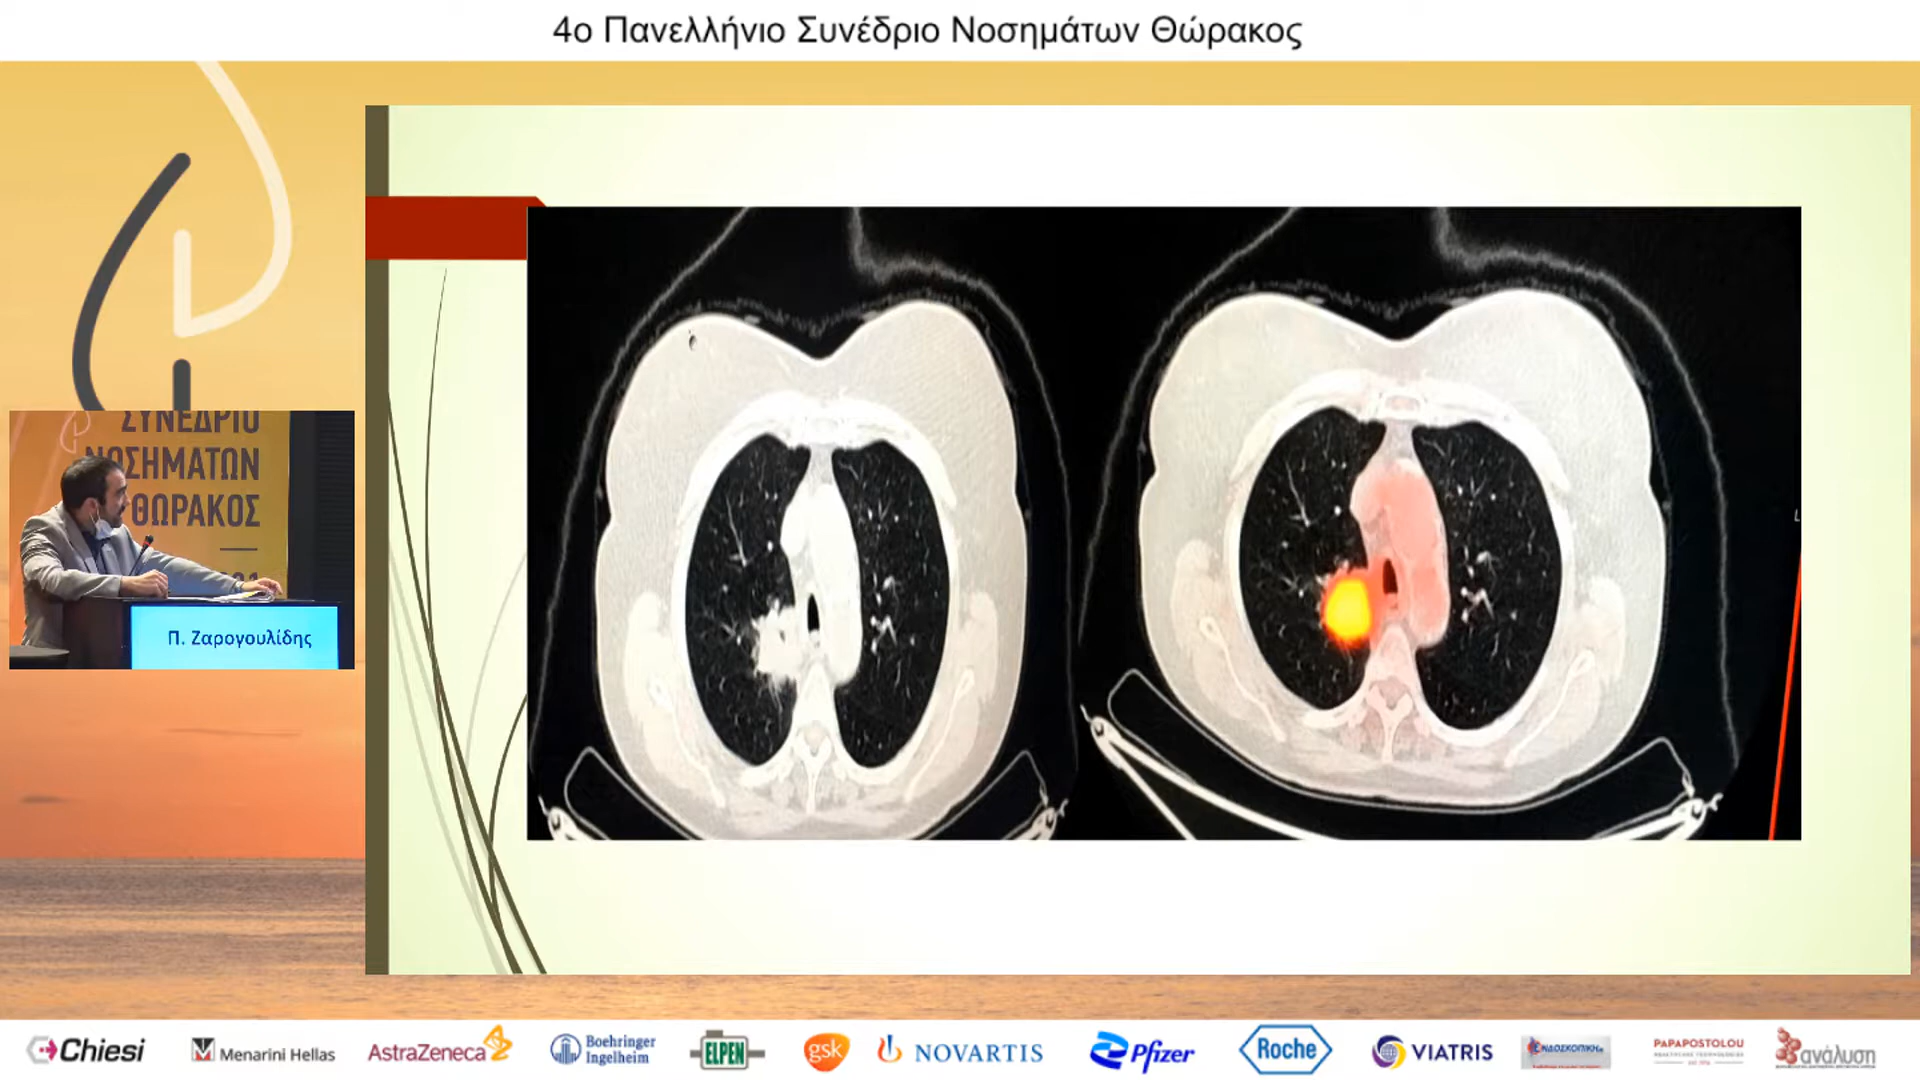 4ο Πανελλήνιο Συνέδριο Νοσημάτων Θώρακος
ΣΥΝΕΔΡΙΟ
ΝΟΣΗΜΑΤΩΝ
ΘΩΡΑΚΟΣ
Π. Ζαρογουλίδης
L
Chiesi
Menarini Hellas
AstraZeneca
Boehringer
Ingelheim
ELPEN
gsk
NOVARTIS
Pfizer
Roche
VIATRIS
ΕΝΔΟΣΚΟΠΙΚΗ
PAPAPOSTOLOU
ανάλυση